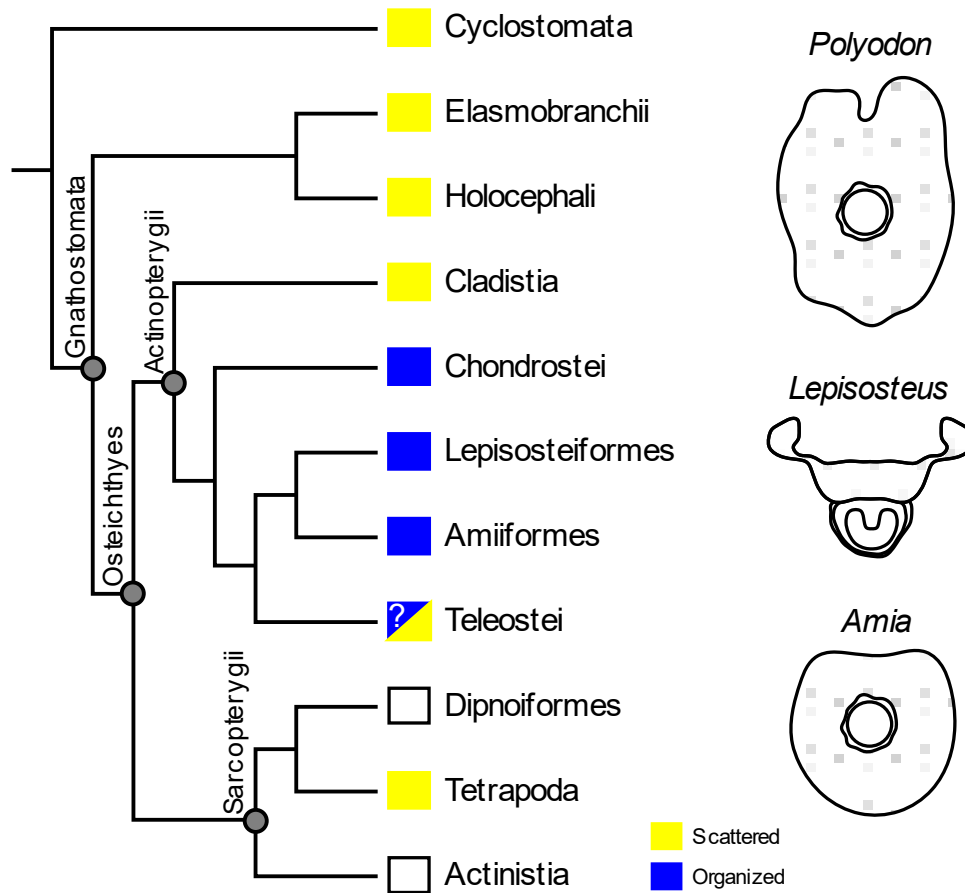 Cyclostomata
Elasmobranchii
Holocephali
Cladistia
Chondrostei
Lepisosteiformes
Amiiformes
?
Teleostei
Dipnoiformes
Tetrapoda
Actinistia
Gnathostomata
Actinopterygii
Osteichthyes
Sarcopterygii
Polyodon
Lepisosteus
Amia
Scattered
Organized